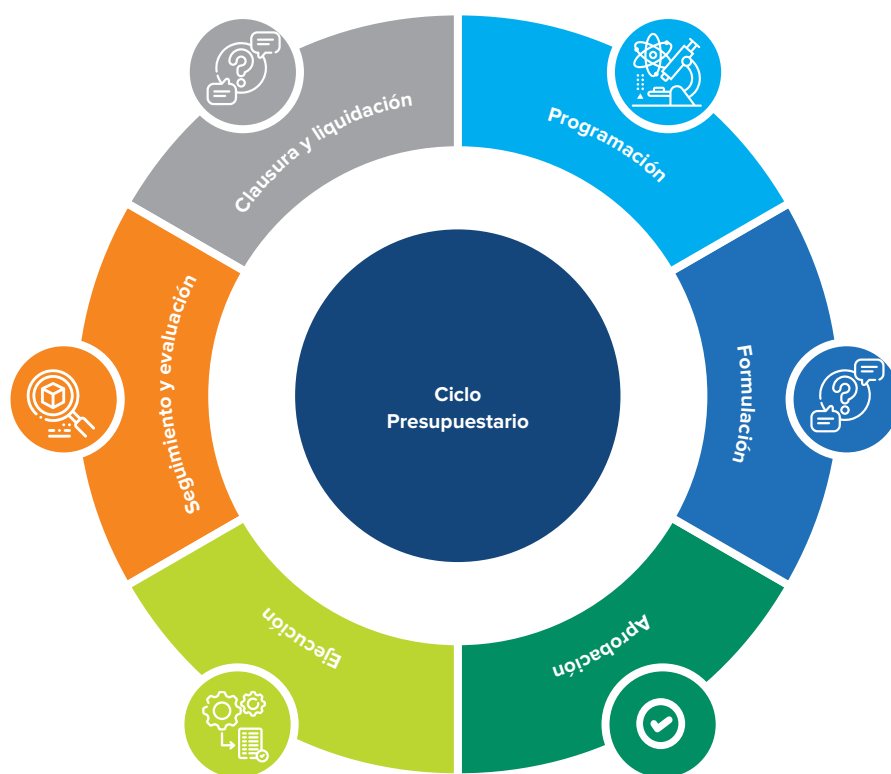 Ciclo
Presupuestario
Programación
Formulación
Aprobación
Ejecución
Seguimiento y evaluación
Clausura y liquidación